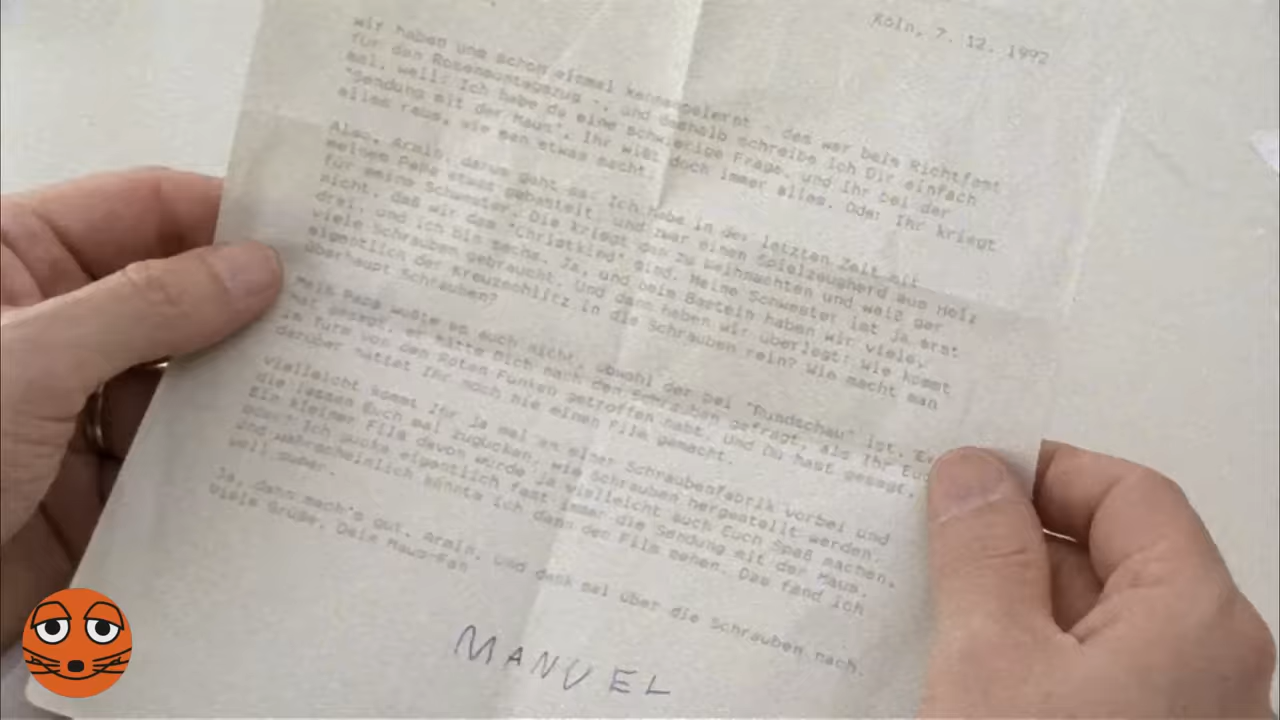 Köln, 7. 12. 1992
wir haben uns schon einmal kennengelernt - das war beim Richtfest
für den Rosenmontagszug -, und deshalb schreibe ich Dir einfach
mal, weil: Ich habe da eine schwierige Frage, und Ihr bei der
"Sendung mit der Maus", Ihr wißt doch immer alles. Oder Ihr kriegt
alles raus, wie man etwas macht.
Also, Armin, darum geht es: Ich habe in der letzten Zeit mit
meinem Papa etwas gebastelt, und zwar einen Spielzeugherd aus Holz
für meine Schwester. Die kriegt den zu Weihnachten und weiß gar
nicht, daß wir das "Christkind" sind. Meine Schwester ist ja erst
drei, und ich bin sechs. Ja, und beim Basteln haben wir viele,
viele Schrauben gebraucht. Und dann haben wir überlegt: Wie kommt
eigentlich der Kreuzschlitz in die Schrauben rein? Wie macht man
überhaupt Schrauben?
Mein Papa wußte es auch nicht, obwohl der bei "Rundschau" ist. Er
hat gesagt, er hätte Dich nach den Schrauben gefragt, als Ihr Euch
im Turm von den Roten Funken getroffen habt. Und Du hast gesagt,
darüber hättet Ihr noch nie einen Film gemacht.
Vielleicht kommt Ihr ja mal an einer Schraubenfabrik vorbei und
die lassen Euch mal zugucken, wie Schrauben hergestellt werden.
Ein kleiner Film davon würde ja vielleicht auch Euch Spaß machen,
oder? Ich gucke eigentlich fast immer die Sendung mit der Maus,
und wahrscheinlich könnte ich dann den Film sehen. Das fänd ich
voll super.
Ja, dann mach's gut, Armin, und denk mal über die Schrauben nach.
Viele Grüße, Dein Maus-Fan
MANUEL